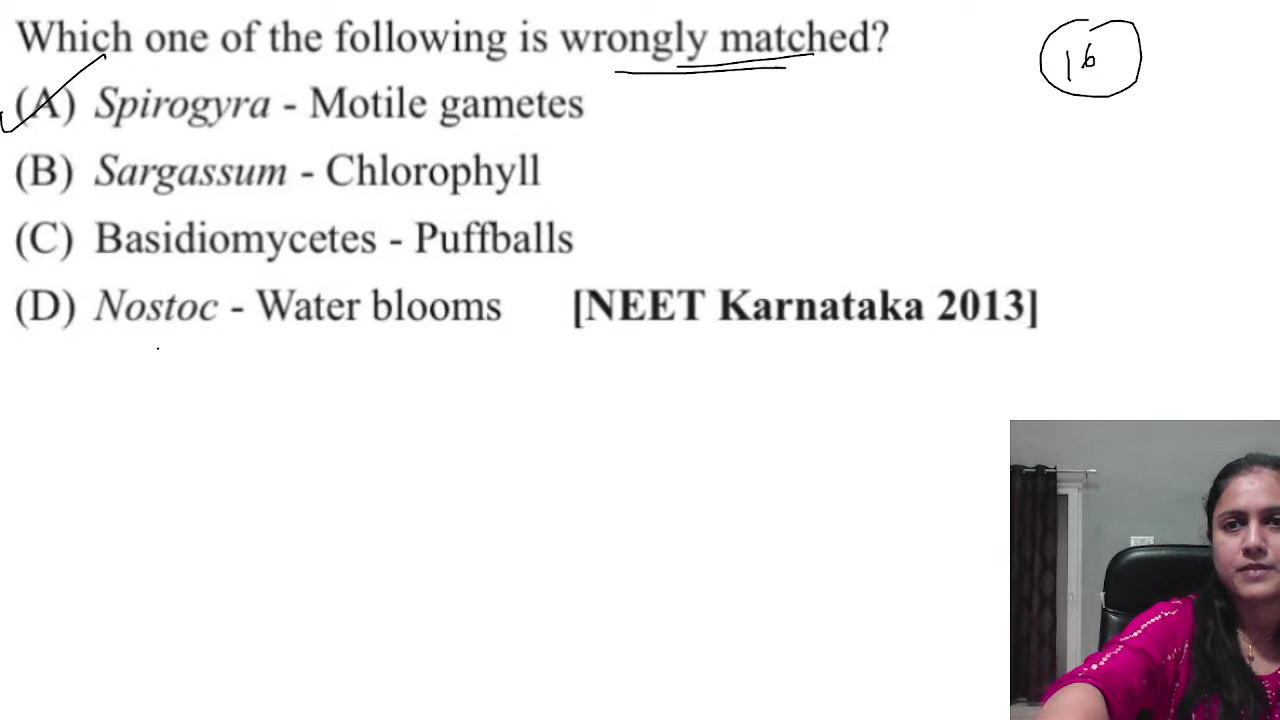 Which one of the following is wrongly matched?
16
(A) Spirogyra - Motile gametes
(B) Sargassum - Chlorophyll
(C) Basidiomycetes - Puffballs
(D) Nostoc - Water blooms [NEET Karnataka 2013]